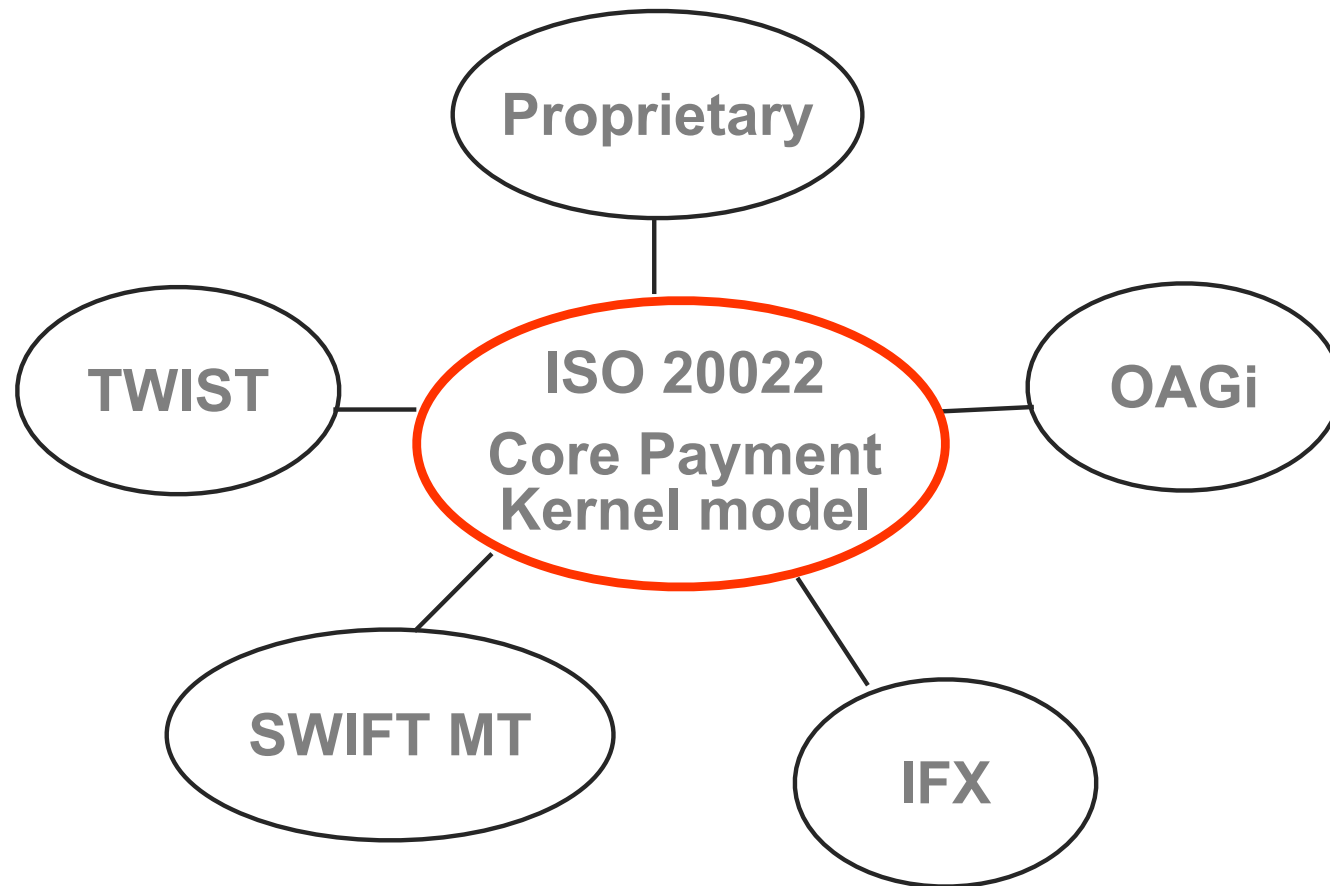 Proprietary
TWIST
ISO 20022
Core Payment
Kernel model
OAGi
SWIFT MT
IFX